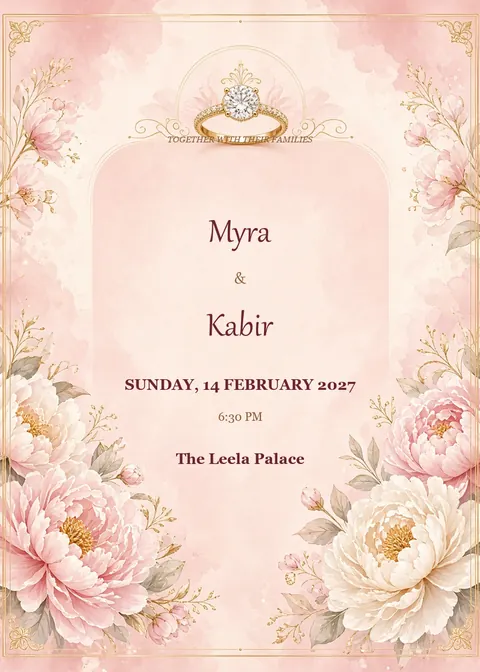 TOGETHER WITH THEIR FAMILIES
Myra
&
Kabir
SUNDAY, 14 FEBRUARY 2027
6:30 PM
The Leela Palace